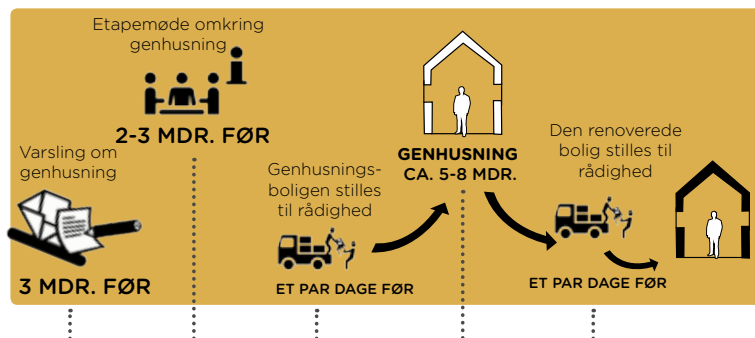 Varsling om
genhusning
3 MDR. FØR
Etapemøde omkring
genhusning
2-3 MDR. FØR
Genhusnings-
boligen stilles
til rådighed
ET PAR DAGE FØR
GENHUSNING
CA. 5-8 MDR.
Den renoverede
bolig stilles til
rådighed
ET PAR DAGE FØR